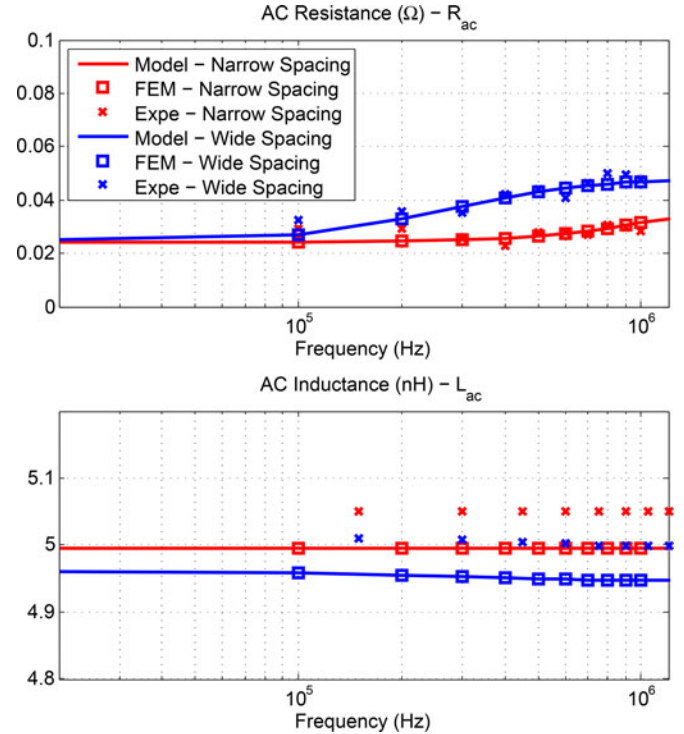 AC Resistance (Ω) − R_ac
0.1
0.08
0.06
0.04
0.02
0
Model − Narrow Spacing
FEM − Narrow Spacing
Expe − Narrow Spacing
Model − Wide Spacing
FEM − Wide Spacing
Expe − Wide Spacing
10^5
10^6
Frequency (Hz)
AC Inductance (nH) − L_ac
5.1
5
4.9
4.8
10^5
10^6
Frequency (Hz)